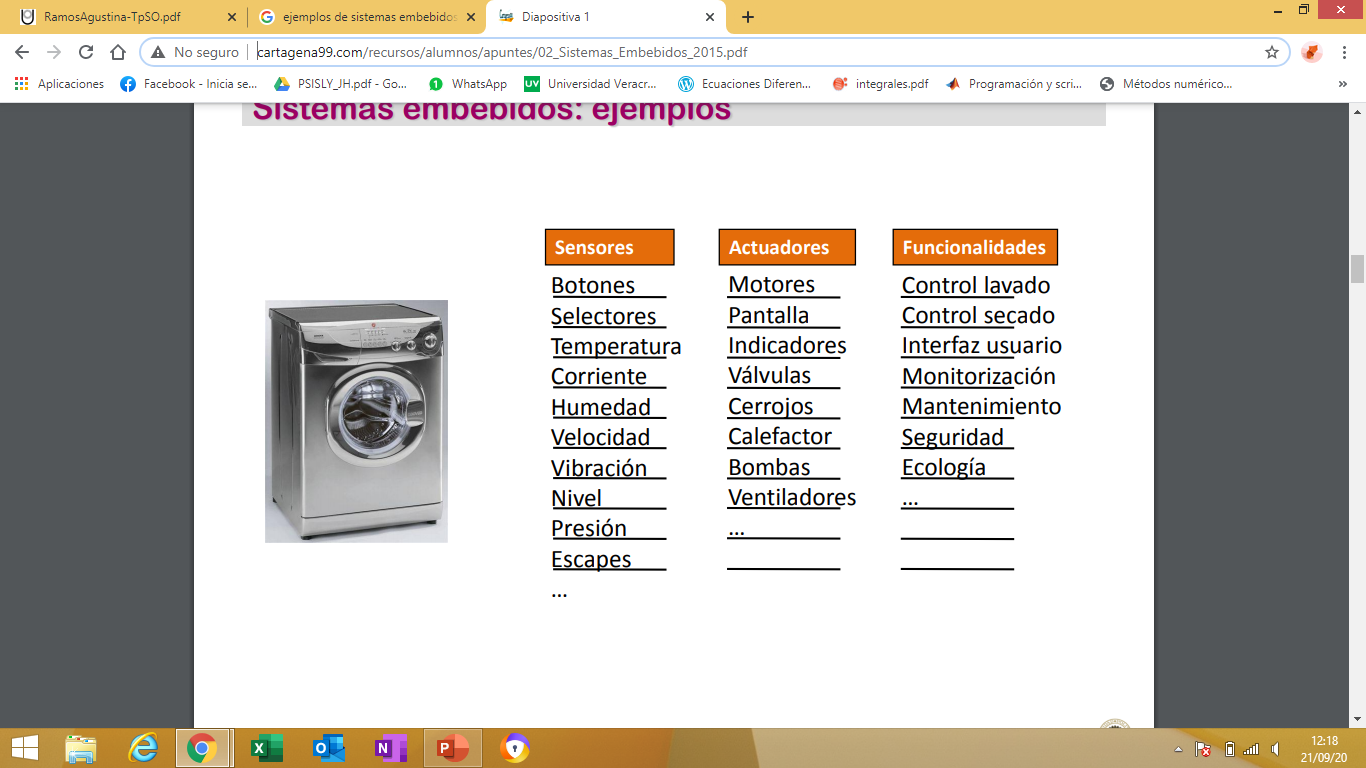 RamosAgustina-TpSO.pdf
ejemplos de sistemas embebidos
Diapositiva 1
No seguro
cartagena99.com/recursos/alumnos/apuntes/02_Sistemas_Embebidos_2015.pdf
Aplicaciones
Facebook - Inicia se...
PSISLY_JH.pdf - Go...
WhatsApp
Universidad Veracr...
Ecuaciones Diferen...
integrales.pdf
Programación y scri...
Métodos numérico...
»
Sistemas embebidos: ejemplos
Sensores
Botones
Selectores
Temperatura
Corriente
Humedad
Velocidad
Vibración
Nivel
Presión
Escapes
...
Actuadores
Motores
Pantalla
Indicadores
Válvulas
Cerrojos
Calefactor
Bombas
Ventiladores
...
Funcionalidades
Control lavado
Control secado
Interfaz usuario
Monitorización
Mantenimiento
Seguridad
Ecología
...
12:18
21/09/20